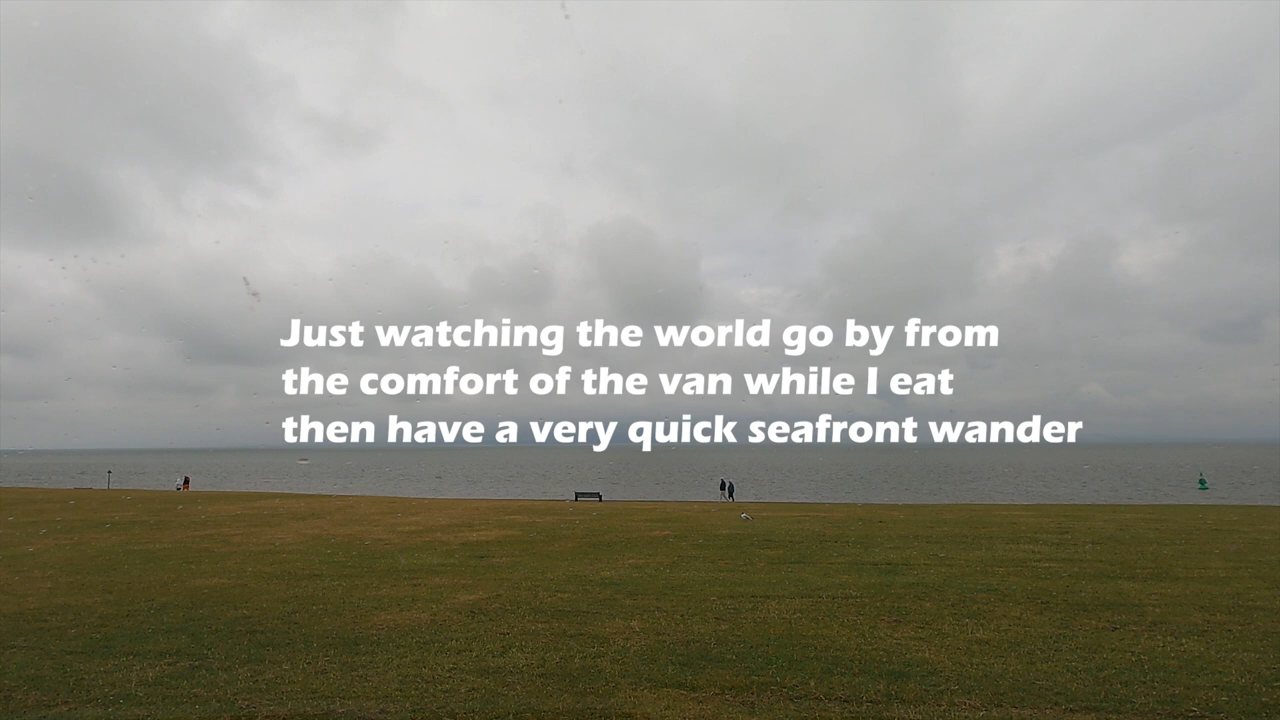 Just watching the world go by from
the comfort of the van while I eat
then have a very quick seafront wander